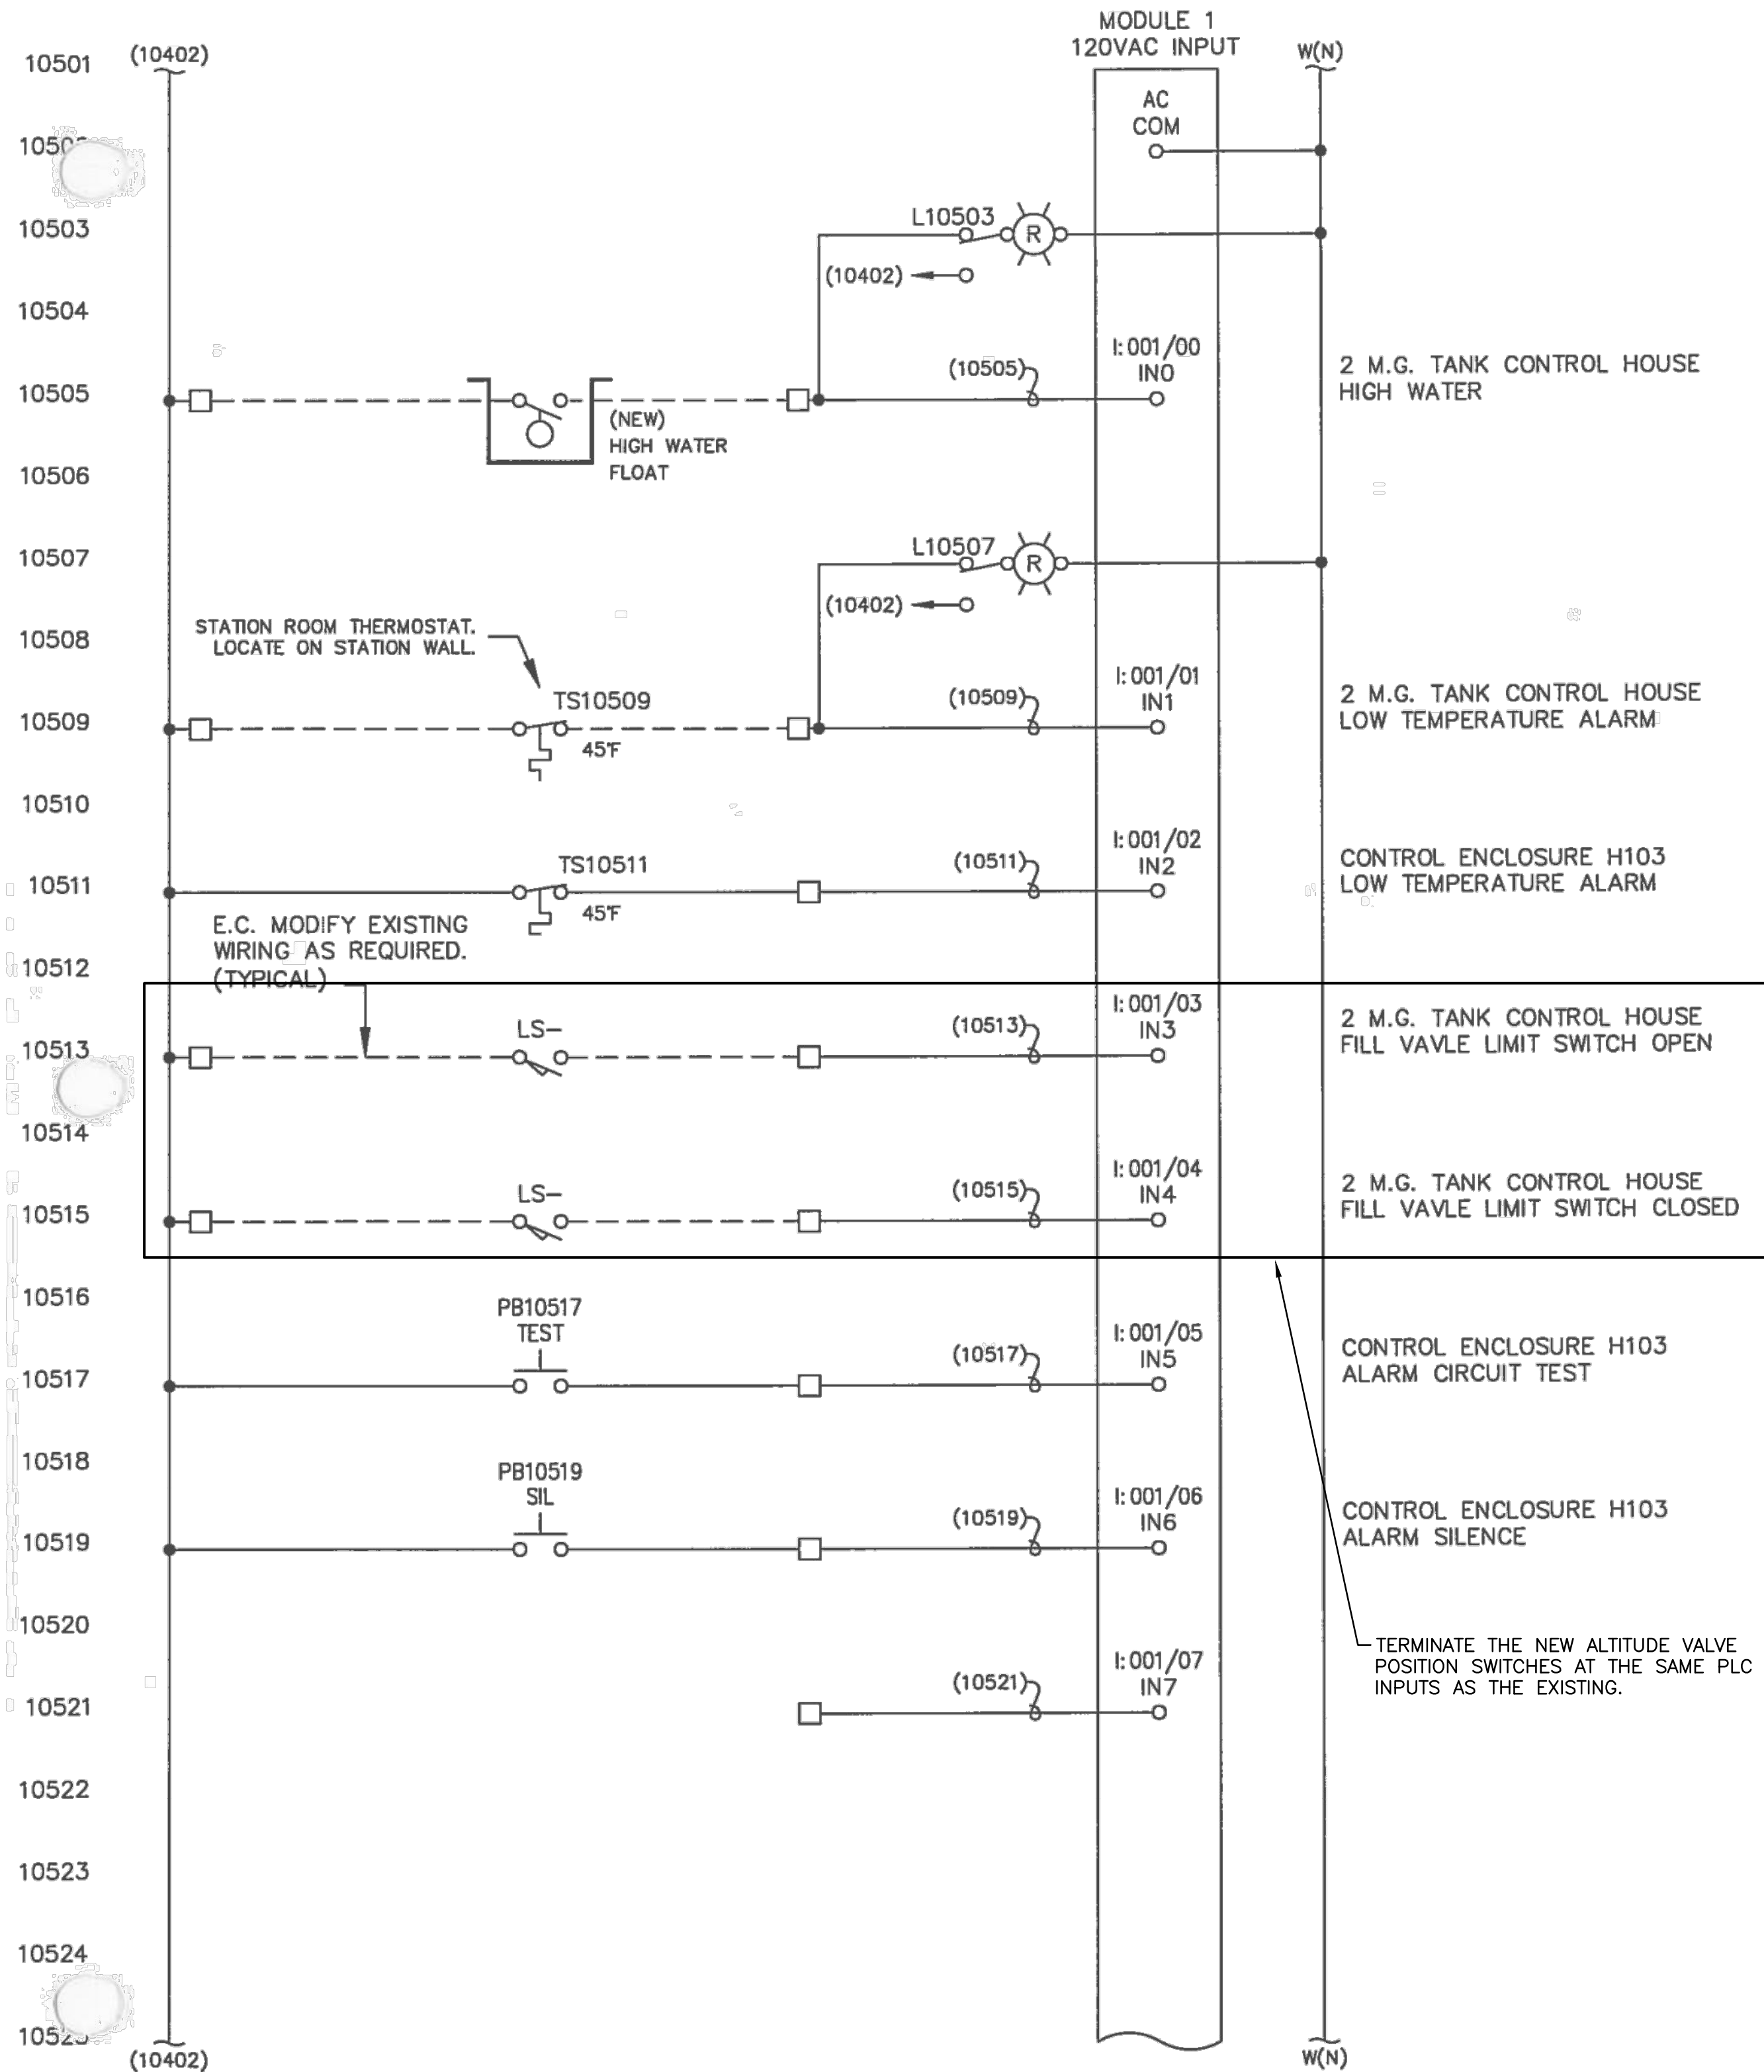 MODULE 1
120VAC INPUT
10501
(10402)
W(N)
AC
COM
10503
L10503
R
(10402)
10504
I:001/00
IN0
(10505)
2 M.G. TANK CONTROL HOUSE
HIGH WATER
10505
(NEW)
HIGH WATER
FLOAT
10506
10507
L10507
R
(10402)
10508
STATION ROOM THERMOSTAT.
LOCATE ON STATION WALL.
I:001/01
IN1
(10509)
2 M.G. TANK CONTROL HOUSE
LOW TEMPERATURE ALARM
10509
TS10509
45°F
10510
I:001/02
IN2
(10511)
CONTROL ENCLOSURE H103
LOW TEMPERATURE ALARM
10511
TS10511
45°F
E.C. MODIFY EXISTING
WIRING AS REQUIRED.
(TYPICAL)
10512
I:001/03
IN3
(10513)
2 M.G. TANK CONTROL HOUSE
FILL VAVLE LIMIT SWITCH OPEN
10513
LS-
10514
I:001/04
IN4
(10515)
2 M.G. TANK CONTROL HOUSE
FILL VAVLE LIMIT SWITCH CLOSED
10515
LS-
10516
PB10517
TEST
I:001/05
IN5
(10517)
CONTROL ENCLOSURE H103
ALARM CIRCUIT TEST
10517
10518
PB10519
SIL
I:001/06
IN6
(10519)
CONTROL ENCLOSURE H103
ALARM SILENCE
10519
10520
TERMINATE THE NEW ALTITUDE VALVE
POSITION SWITCHES AT THE SAME PLC
INPUTS AS THE EXISTING.
I:001/07
IN7
(10521)
10521
10522
10523
10524
(10402)
W(N)